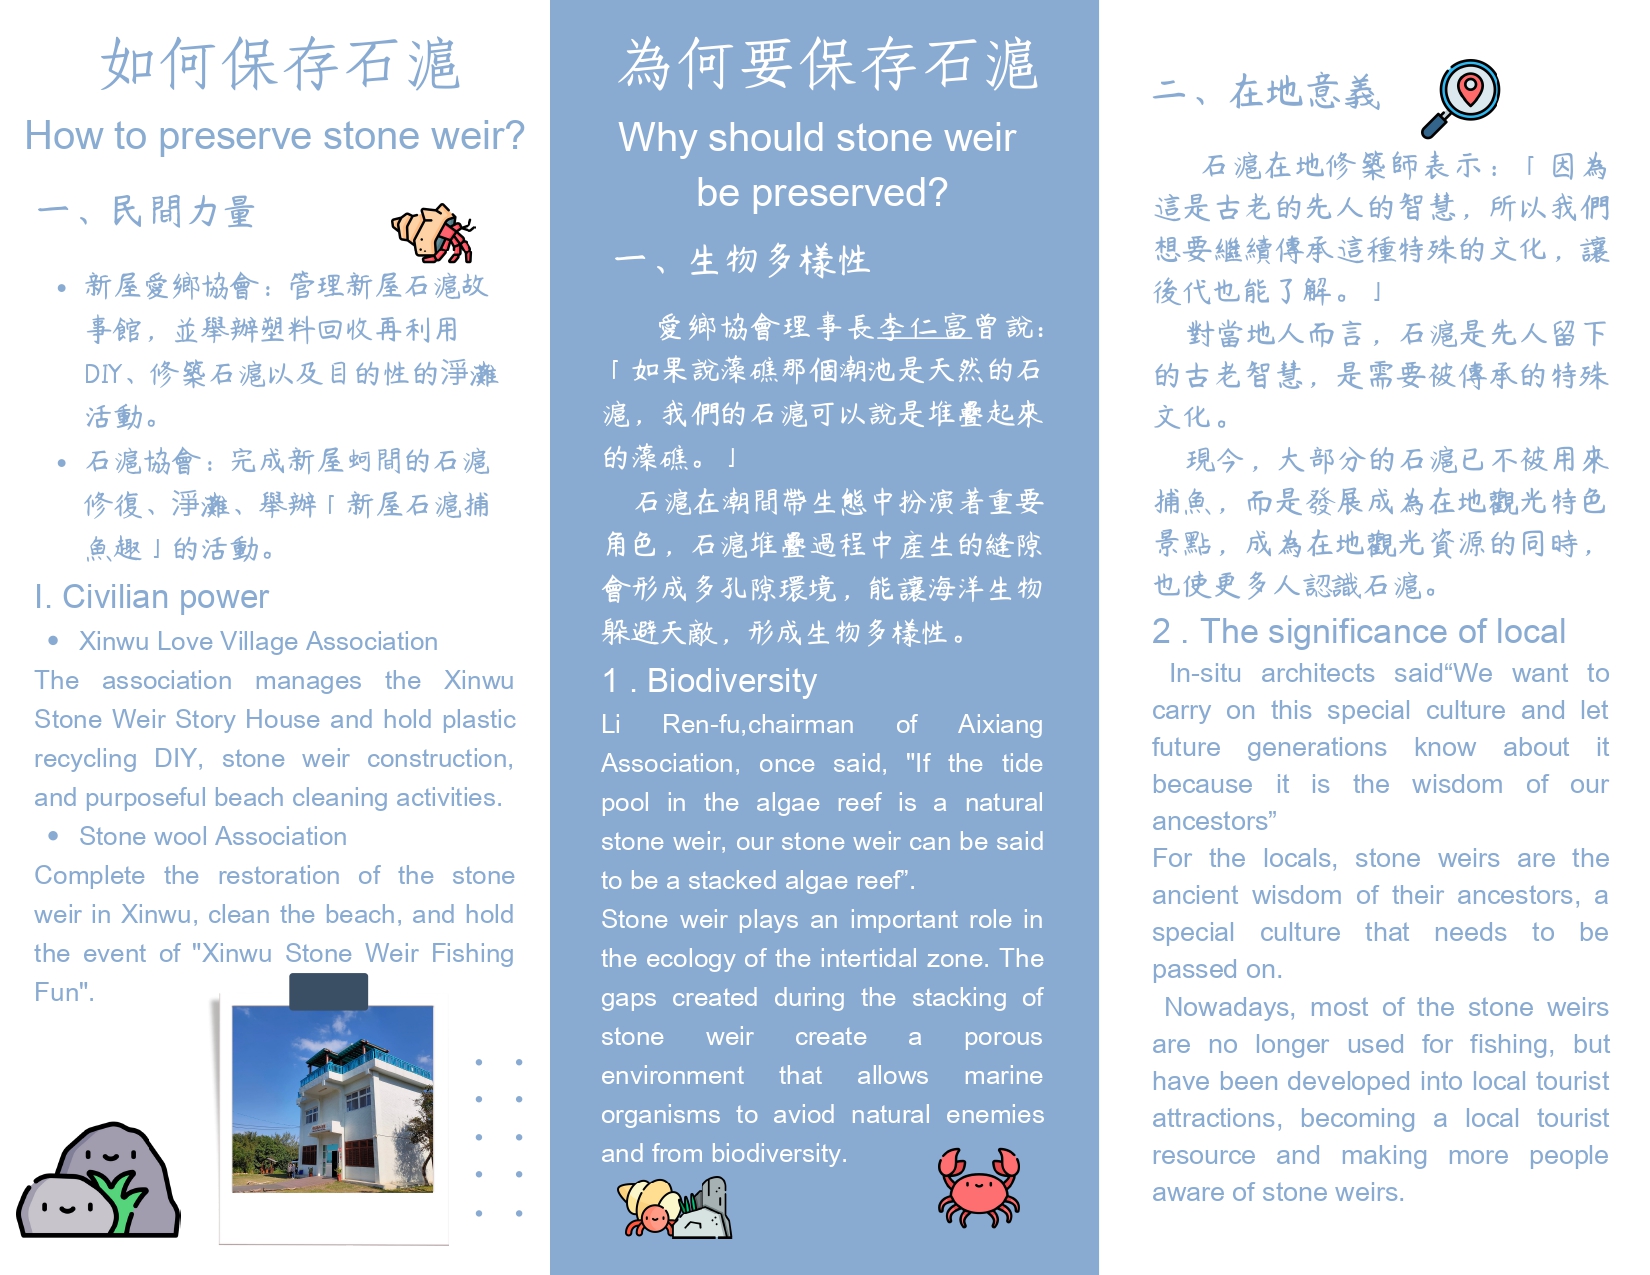 如何保存石滬
How to preserve stone weir?
一、民間力量
• 新屋愛鄉協會：管理新屋石滬故
事館，並舉辦塑料回收再利用
DIY、修築石滬以及目的性的淨灘
活動。
• 石滬協會：完成新屋蚵間的石滬
修復、淨灘、舉辦「新屋石滬捕
魚趣」的活動。
I. Civilian power
• Xinwu Love Village Association
The association manages the Xinwu
Stone Weir Story House and hold plastic
recycling DIY, stone weir construction,
and purposeful beach cleaning activities.
• Stone wool Association
Complete the restoration of the stone
weir in Xinwu, clean the beach, and hold
the event of "Xinwu Stone Weir Fishing
Fun".
為何要保存石滬
Why should stone weir
be preserved?
一、生物多樣性
愛鄉協會理事長李仁富曾說：
「如果說藻礁那個潮池是天然的石
滬，我們的石滬可以說是堆疊起來
的藻礁。」
石滬在潮間帶生態中扮演著重要
角色，石滬堆疊過程中產生的縫隙
會形成多孔隙環境，能讓海洋生物
躲避天敵，形成生物多樣性。
1 . Biodiversity
Li Ren-fu,chairman of Aixiang
Association, once said, "If the tide
pool in the algae reef is a natural
stone weir, our stone weir can be said
to be a stacked algae reef”.
Stone weir plays an important role in
the ecology of the intertidal zone. The
gaps created during the stacking of
stone weir create a porous
environment that allows marine
organisms to aviod natural enemies
and from biodiversity.
二、在地意義
石滬在地修築師表示：「因為
這是古老的先人的智慧，所以我們
想要繼續傳承這種特殊的文化，讓
後代也能了解。」
對當地人而言，石滬是先人留下
的古老智慧，是需要被傳承的特殊
文化。
現今，大部分的石滬已不被用來
捕魚，而是發展成為在地觀光特色
景點，成為在地觀光資源的同時，
也使更多人認識石滬。
2 . The significance of local
In-situ architects said“We want to
carry on this special culture and let
future generations know about it
because it is the wisdom of our
ancestors”
For the locals, stone weirs are the
ancient wisdom of their ancestors, a
special culture that needs to be
passed on.
Nowadays, most of the stone weirs
are no longer used for fishing, but
have been developed into local tourist
attractions, becoming a local tourist
resource and making more people
aware of stone weirs.